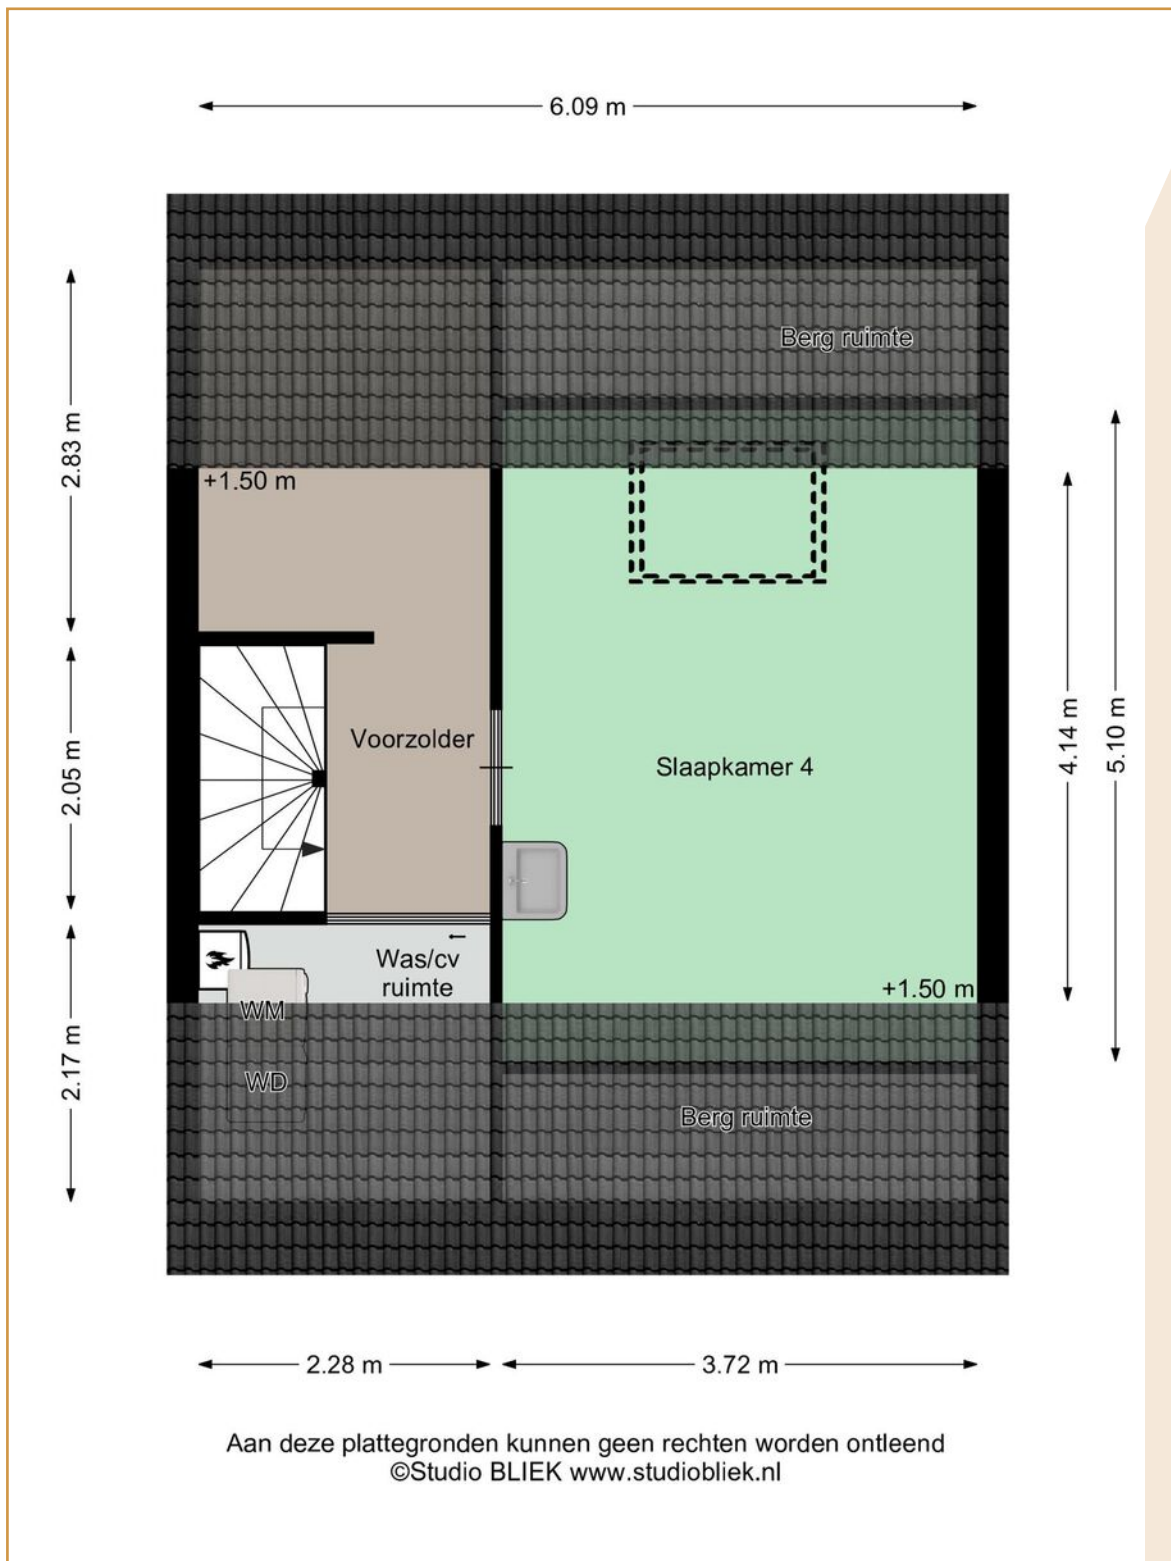 6.09 m
Berg ruimte
2.83 m
+1.50 m
Voorzolder
Slaapkamer 4
2.05 m
4.14 m
5.10 m
Was/cv
ruimte
+1.50 m
WM
WD
2.17 m
Berg ruimte
2.28 m
3.72 m
Aan deze plattegronden kunnen geen rechten worden ontleend
©Studio BLIEK www.studiobliek.nl